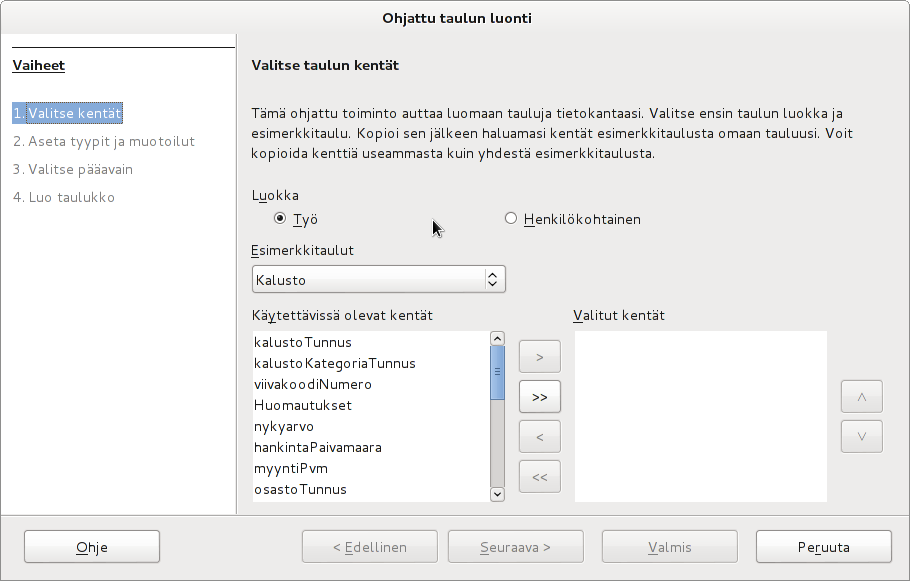 Ohjattu taulun luonti
Vaiheet
1. Valitse kentät
2. Aseta tyypit ja muotoilut
3. Valitse pääavain
4. Luo taulukko
Valitse taulun kentät
Tämä ohjattu toiminto auttaa luomaan tauluja tietokantaasi. Valitse ensin taulun luokka ja
esimerkkitaulu. Kopioi sen jälkeen haluamasi kentät esimerkkitaulusta omaan tauluusi. Voit
kopioida kenttiä useammasta kuin yhdestä esimerkkitaulusta.
Luokka
Työ
Henkilökohtainen
Esimerkkitaulut
Kalusto
Käytettävissä olevat kentät
kalustoTunnus
kalustoKategoriaTunnus
viivakoodiNumero
Huomautukset
nykyarvo
hankintaPaivamaara
myyntiPvm
osastoTunnus
>
>>
<
<<
Valitut kentät
Ʌ
V
Ohje
< Edellinen
Seuraava >
Valmis
Peruuta